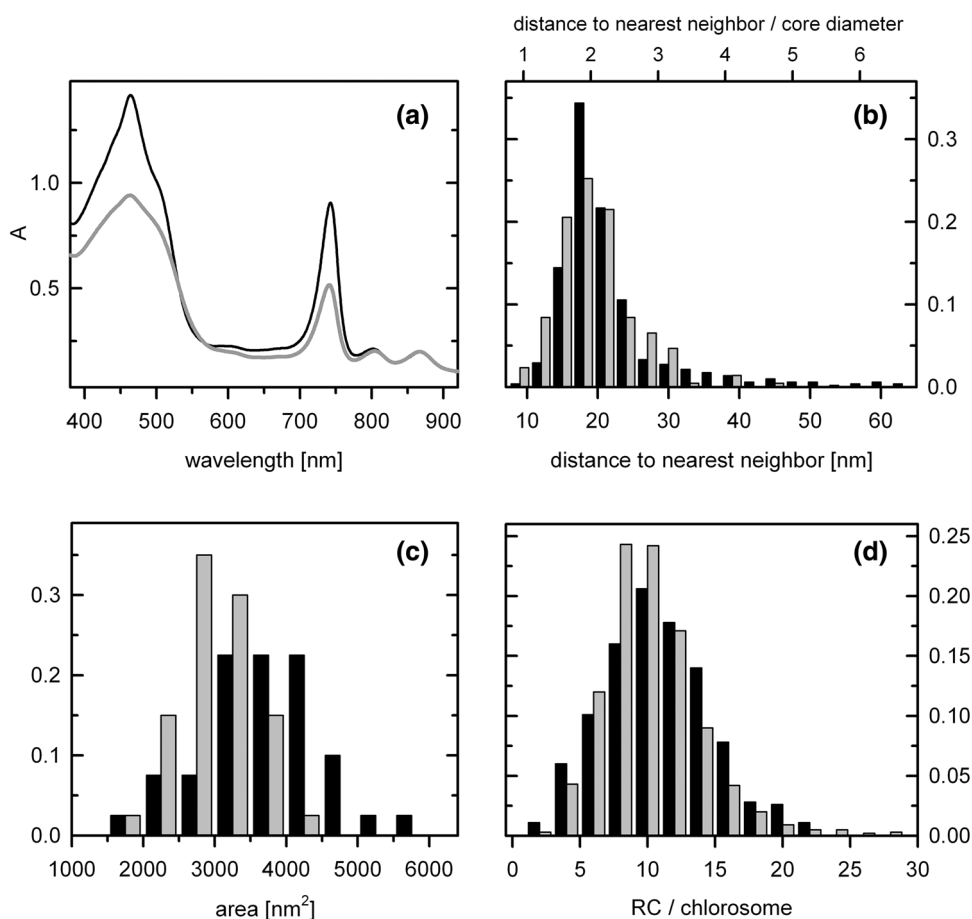 distance to nearest neighbor / core diameter
1 2 3 4 5 6
(a)
1.0
0.5
A
400 500 600 700 800 900
wavelength [nm]
(b)
0.3
0.2
0.1
0.0
10 20 30 40 50 60
distance to nearest neighbor [nm]
(c)
0.3
0.2
0.1
0.0
1000 2000 3000 4000 5000 6000
area [nm²]
(d)
0.25
0.20
0.15
0.10
0.05
0.00
0 5 10 15 20 25 30
RC / chlorosome